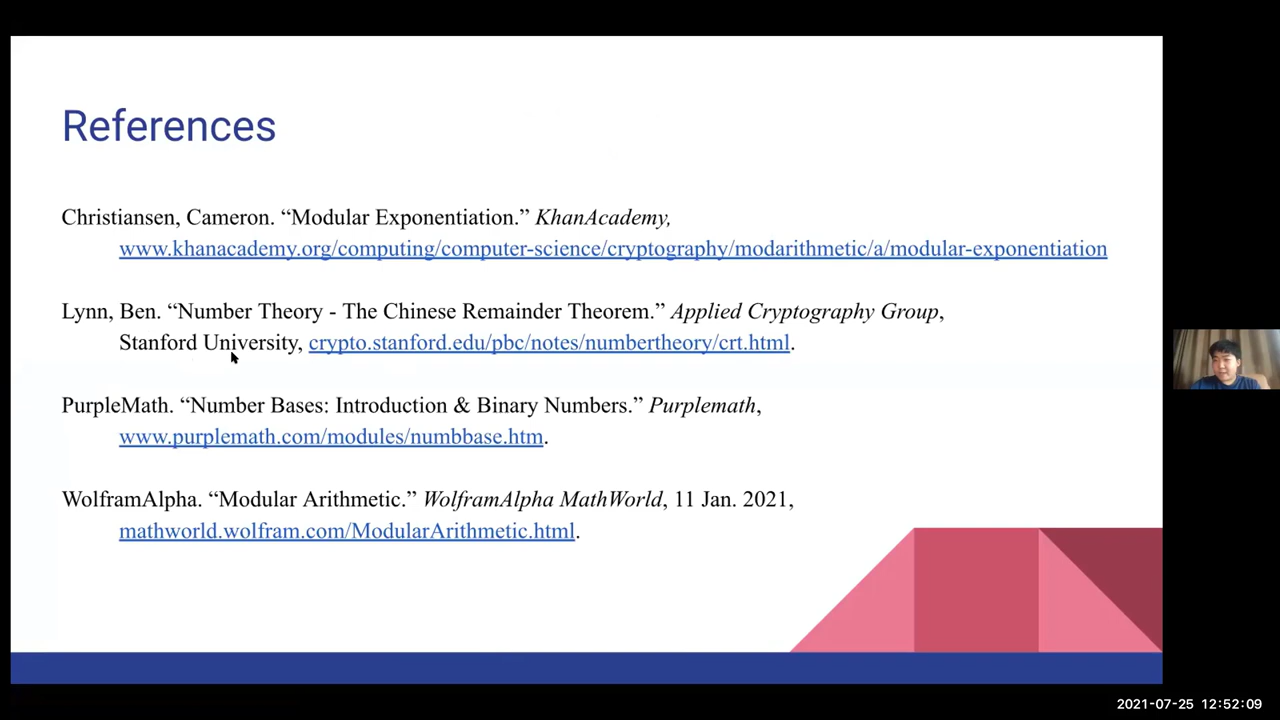 References
Christiansen, Cameron. “Modular Exponentiation.” KhanAcademy,
www.khanacademy.org/computing/computer-science/cryptography/modarithmetic/a/modular-exponentiation
Lynn, Ben. “Number Theory - The Chinese Remainder Theorem.” Applied Cryptography Group,
Stanford University, crypto.stanford.edu/pbc/notes/numbertheory/crt.html.
PurpleMath. “Number Bases: Introduction & Binary Numbers.” Purplemath,
www.purplemath.com/modules/numbbase.htm.
WolframAlpha. “Modular Arithmetic.” WolframAlpha MathWorld, 11 Jan. 2021,
mathworld.wolfram.com/ModularArithmetic.html.
2021-07-25 12:52:09